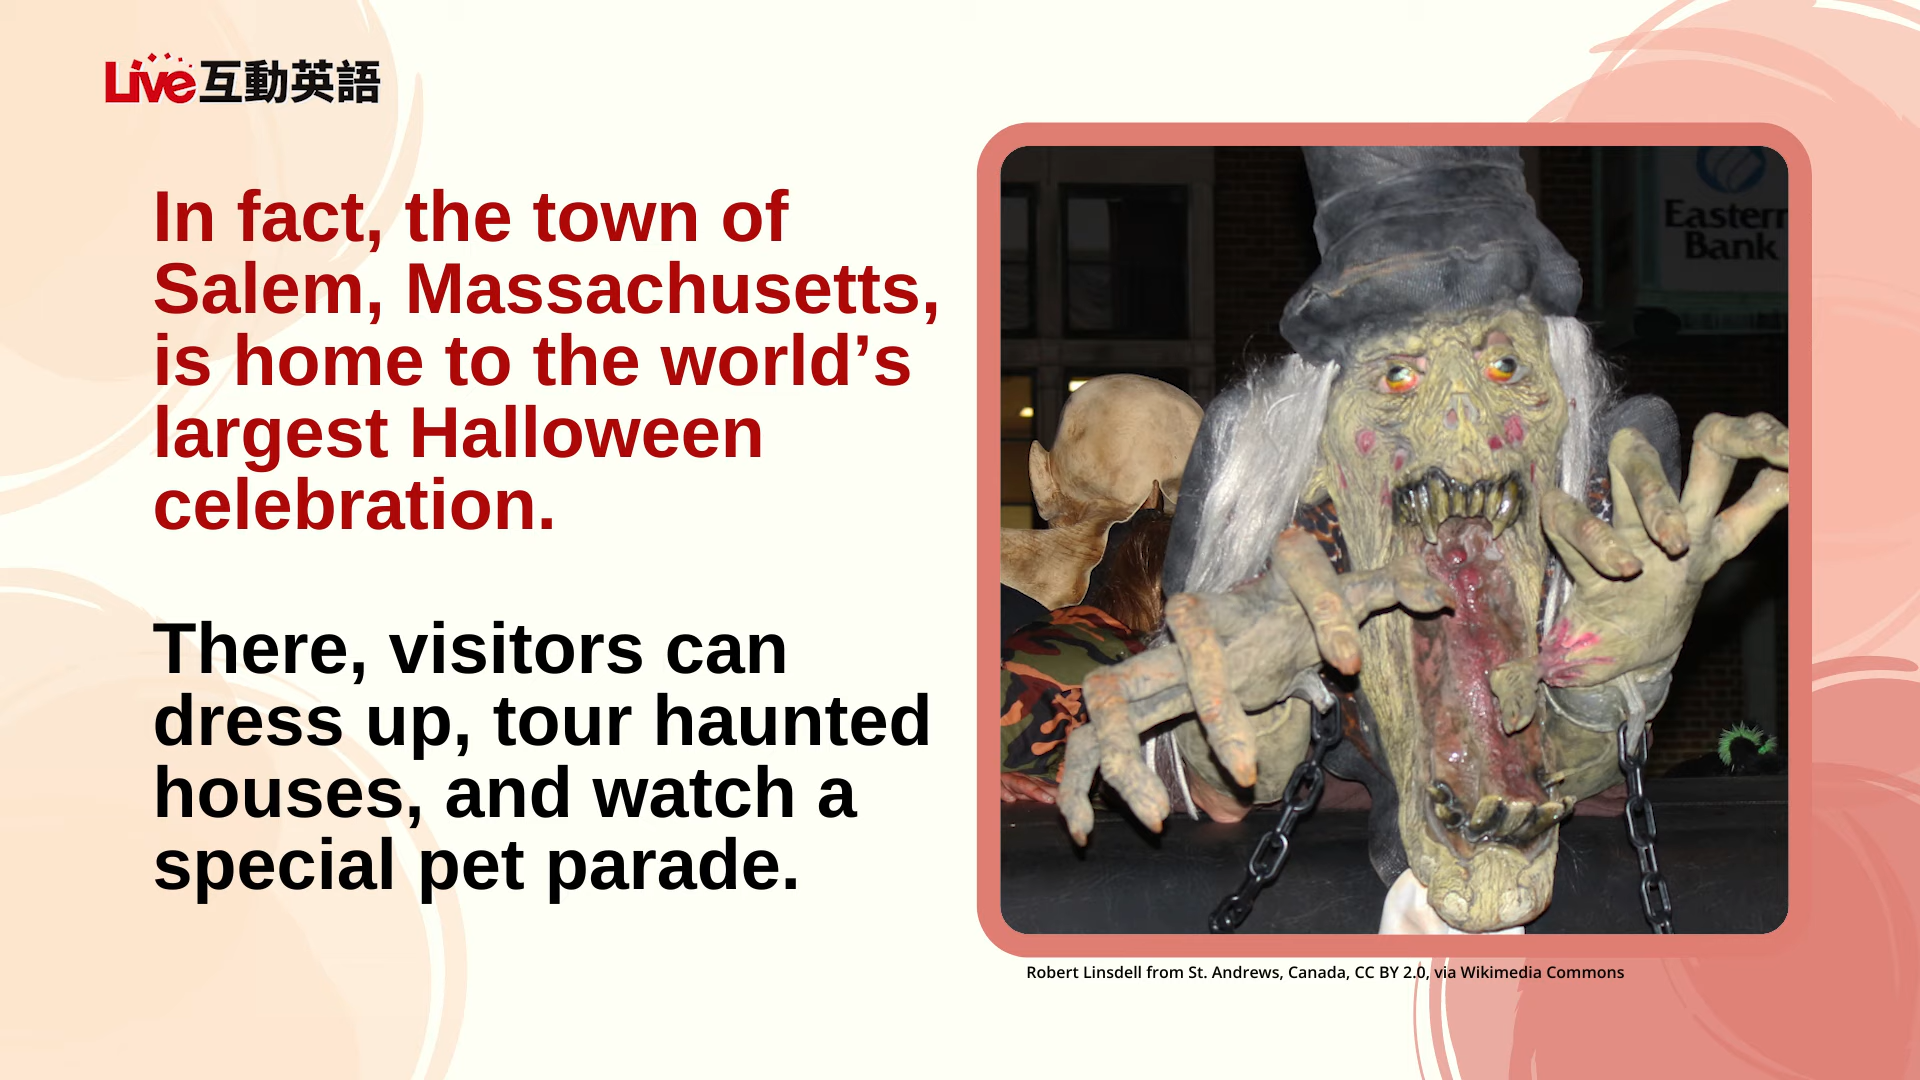 Live互動英語
In fact, the town of
Salem, Massachusetts,
is home to the world’s
largest Halloween
celebration.
There, visitors can
dress up, tour haunted
houses, and watch a
special pet parade.
Eastern
Bank
Robert Linsdell from St. Andrews, Canada, CC BY 2.0, via Wikimedia Commons